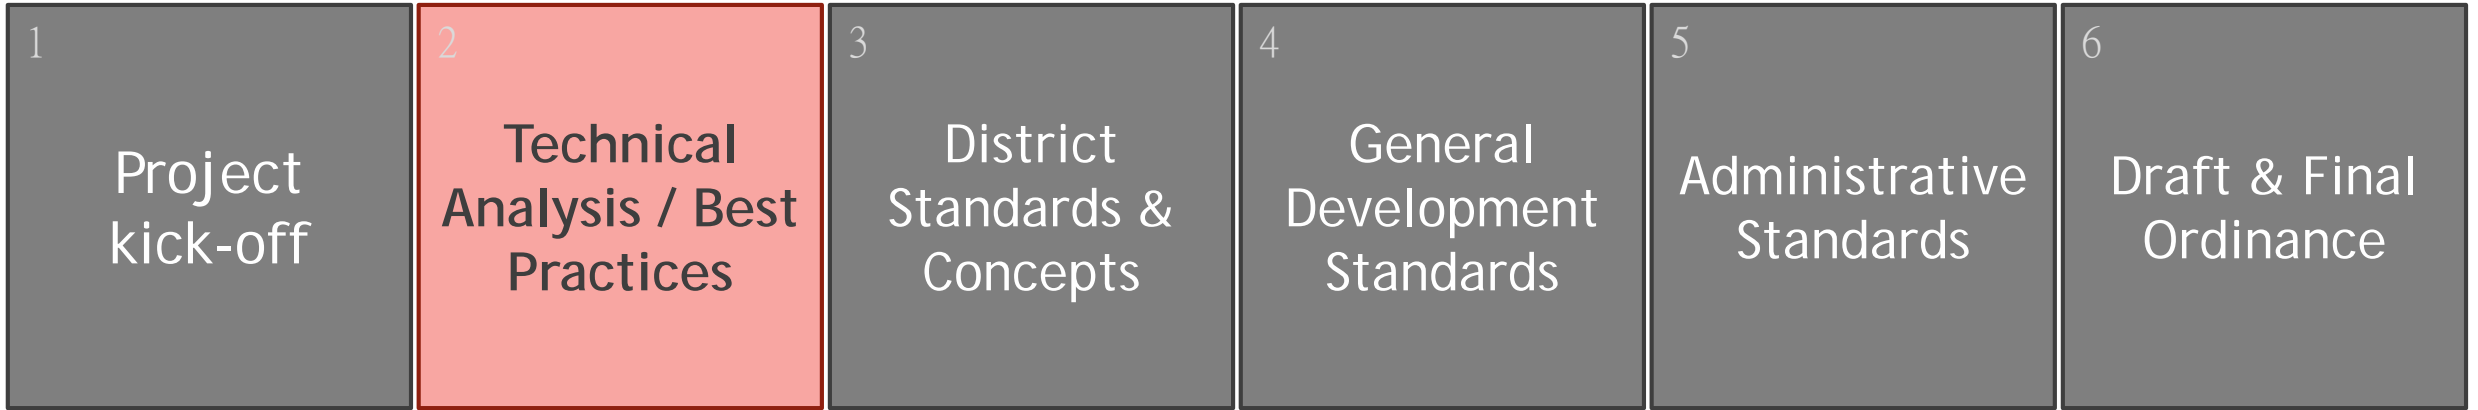 1
Project
kick-off
2
Technical
Analysis / Best
Practices
3
District
Standards &
Concepts
4
General
Development
Standards
5
Administrative
Standards
6
Draft & Final
Ordinance